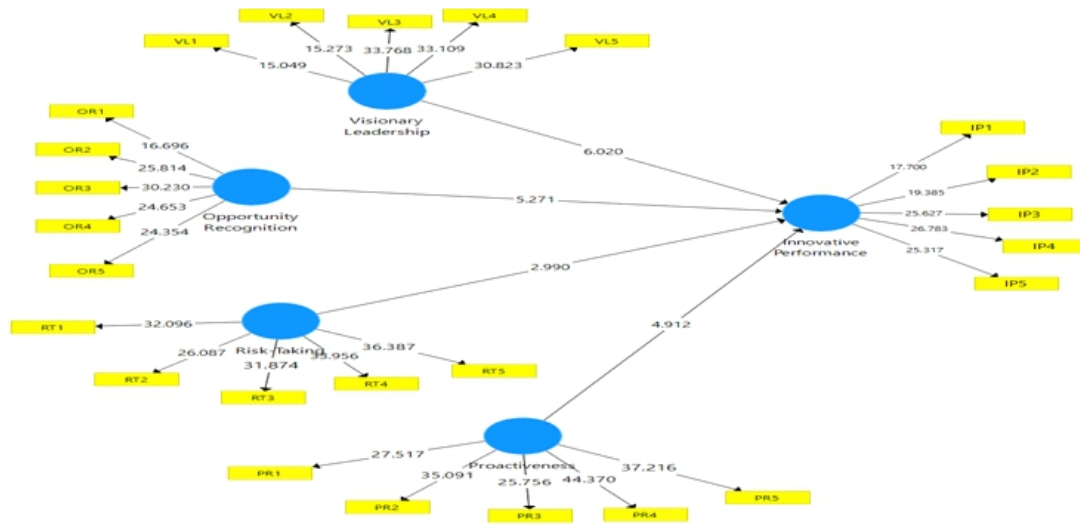 VL2
VL3
VL4
VL1
VL5
15.273
33.768
33.109
15.049
30.823
Visionary
Leadership
OR1
16.696
OR2
25.814
OR3
30.230
OR4
24.653
OR5
24.354
Opportunity
Recognition
6.020
5.271
2.990
4.912
IP1
17.700
IP2
19.385
IP3
25.627
IP4
26.783
IP5
25.317
Innovative
Performance
RT1
32.096
Risk-Taking
26.087
31.874
36.387
RT2
RT3
RT4
RT5
Proactiveness
27.517
35.091
25.756
44.370
37.216
PR1
PR2
PR3
PR4
PR5